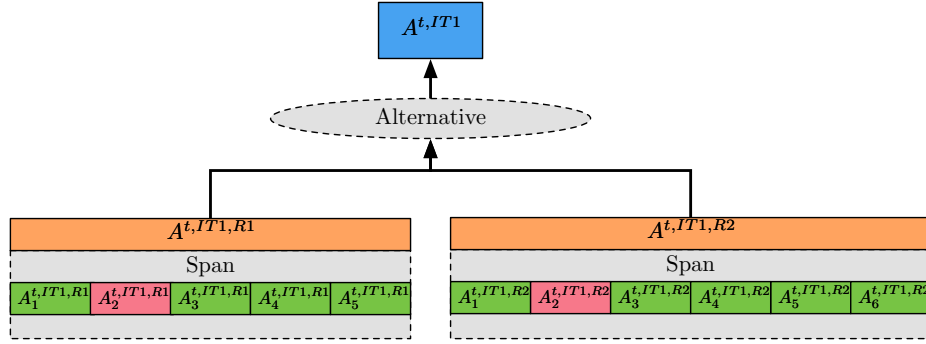 A^{t,IT1}
Alternative
A^{t,IT1,R1}
A^{t,IT1,R2}
Span
Span
A_1^{t,IT1,R1} A_2^{t,IT1,R1} A_3^{t,IT1,R1} A_4^{t,IT1,R1} A_5^{t,IT1,R1}
A_1^{t,IT1,R2} A_2^{t,IT1,R2} A_3^{t,IT1,R2} A_4^{t,IT1,R2} A_5^{t,IT1,R2} A_6^{t,IT1,R2}